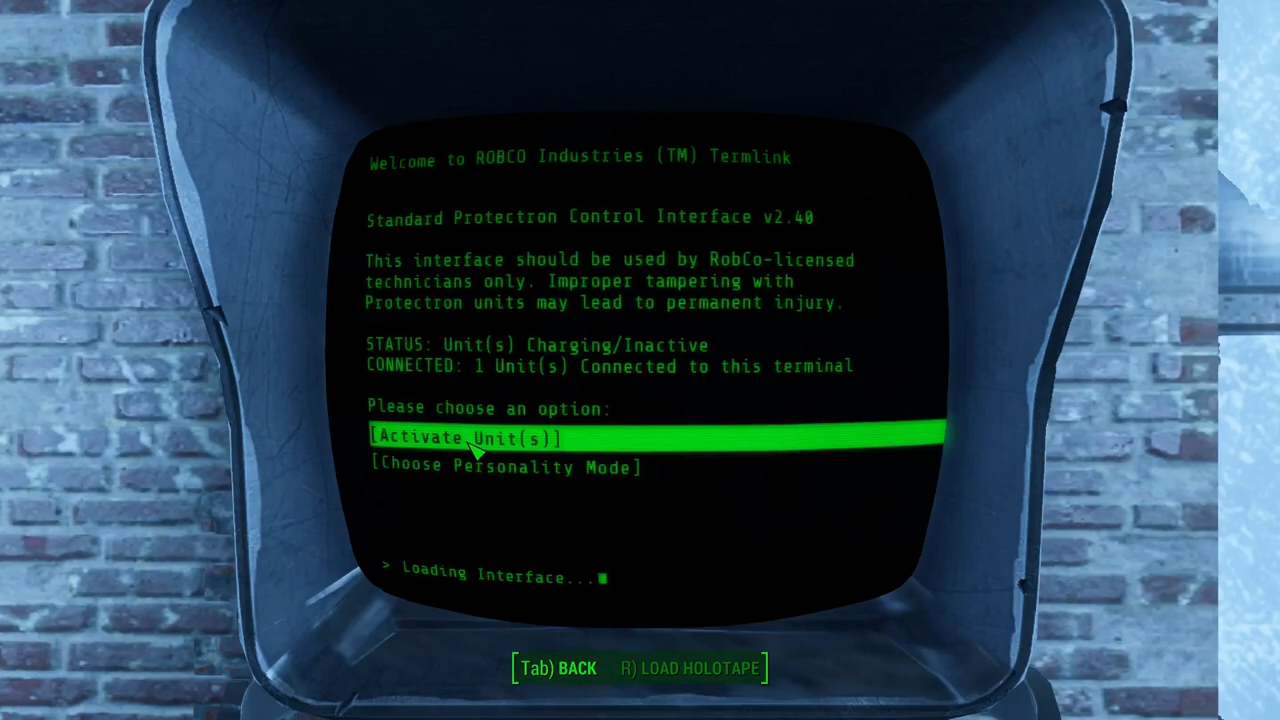 Welcome to ROBCO Industries (TM) Termlink
Standard Protectron Control Interface v2.40
This interface should be used by RobCo-licensed
technicians only. Improper tampering with
Protectron units may lead to permanent injury.
STATUS: Unit(s) Charging/Inactive
CONNECTED: 1 Unit(s) Connected to this terminal
Please choose an option:
[Activate Unit(s)]
[Choose Personality Mode]
> Loading Interface...
Tab) BACK R) LOAD HOLOTAPE